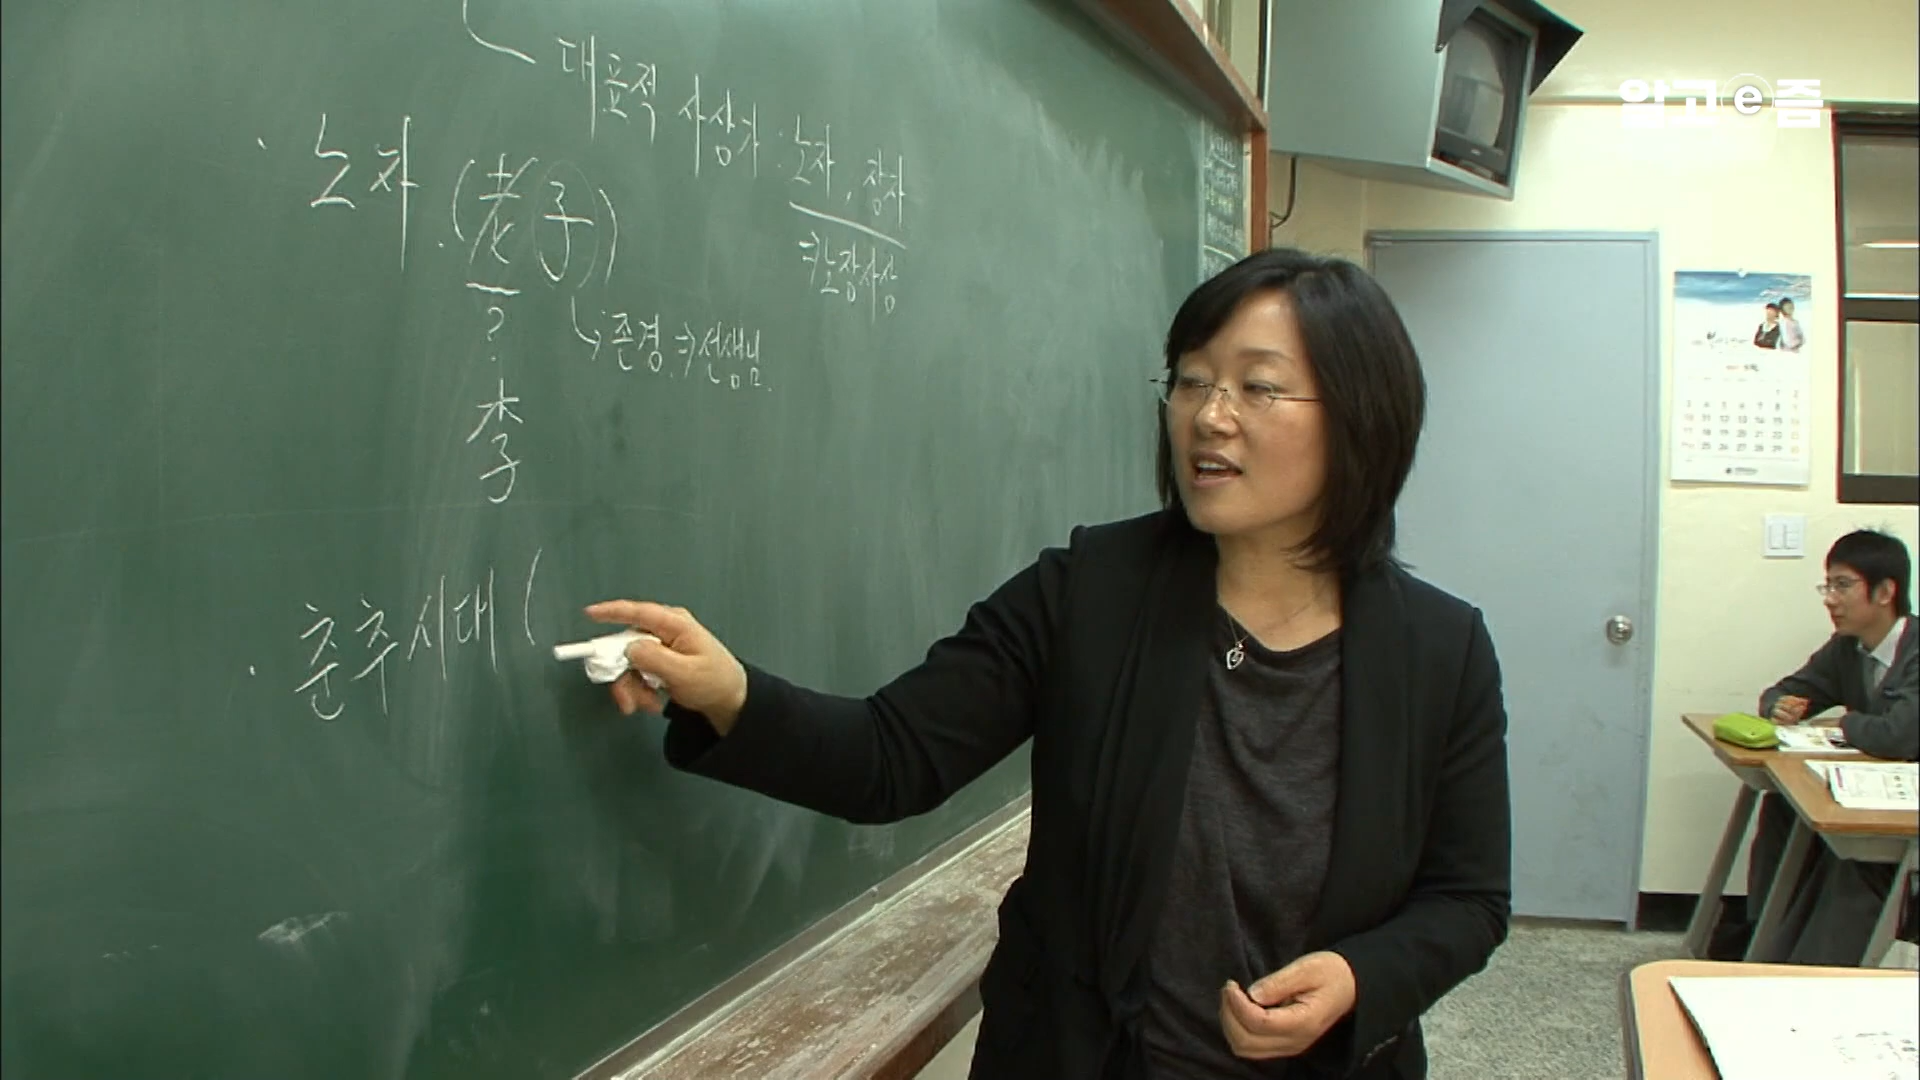 알고e즘
대표적 사상가 : 노자, 장자
⇒노장사상
· 노자 (老子)
?
李
↳ 존경 ⇒ 선생님.
· 춘추시대 (